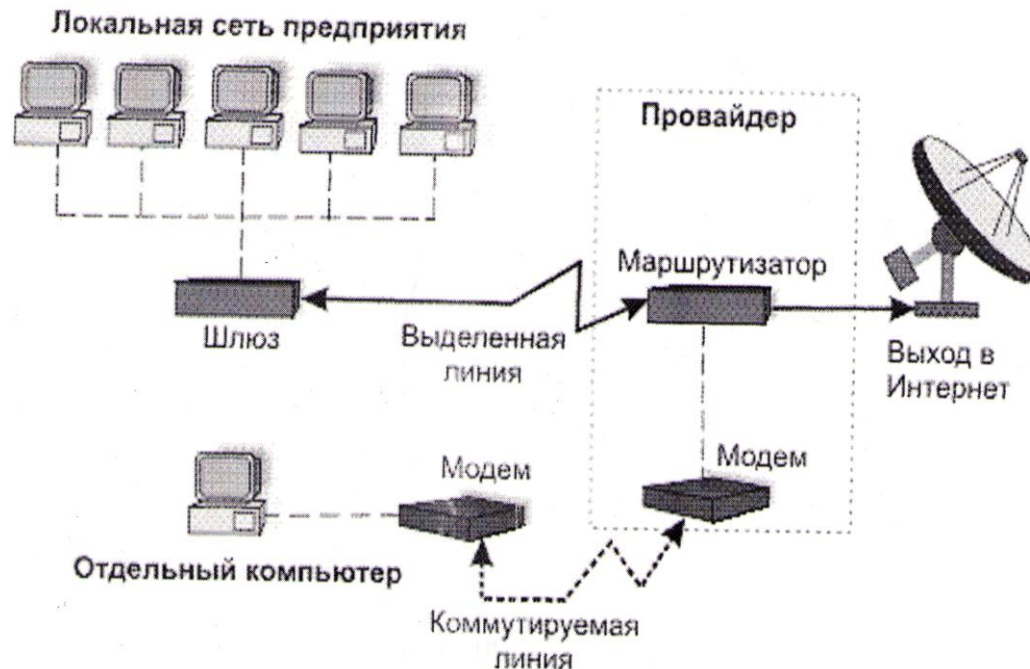 Локальная сеть предприятия
Провайдер
Маршрутизатор
Шлюз
Выделенная
линия
Выход в
Интернет
Модем
Модем
Отдельный компьютер
Коммутируемая
линия